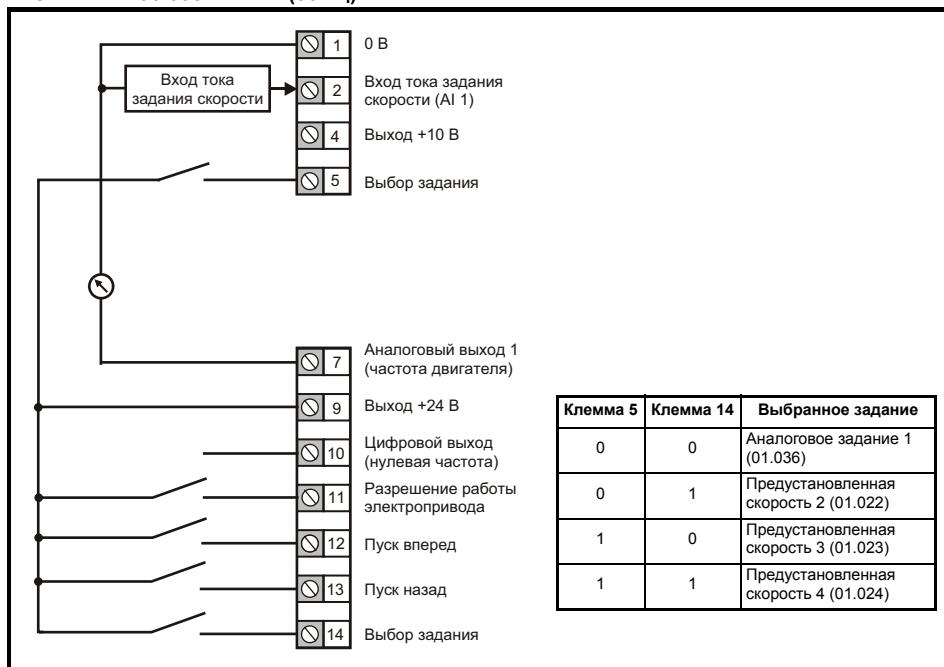 1 0 В
Вход тока
задания скорости
2 Вход тока задания
скорости (AI 1)
4 Выход +10 В
5 Выбор задания
7 Аналоговый выход 1
(частота двигателя)
9 Выход +24 В
10 Цифровой выход
(нулевая частота)
11 Разрешение работы
электропривода
12 Пуск вперед
13 Пуск назад
14 Выбор задания
Клемма 5 Клемма 14 Выбранное задание
0 0 Аналоговое задание 1
(01.036)
0 1 Предустановленная
скорость 2 (01.022)
1 0 Предустановленная
скорость 3 (01.023)
1 1 Предустановленная
скорость 4 (01.024)